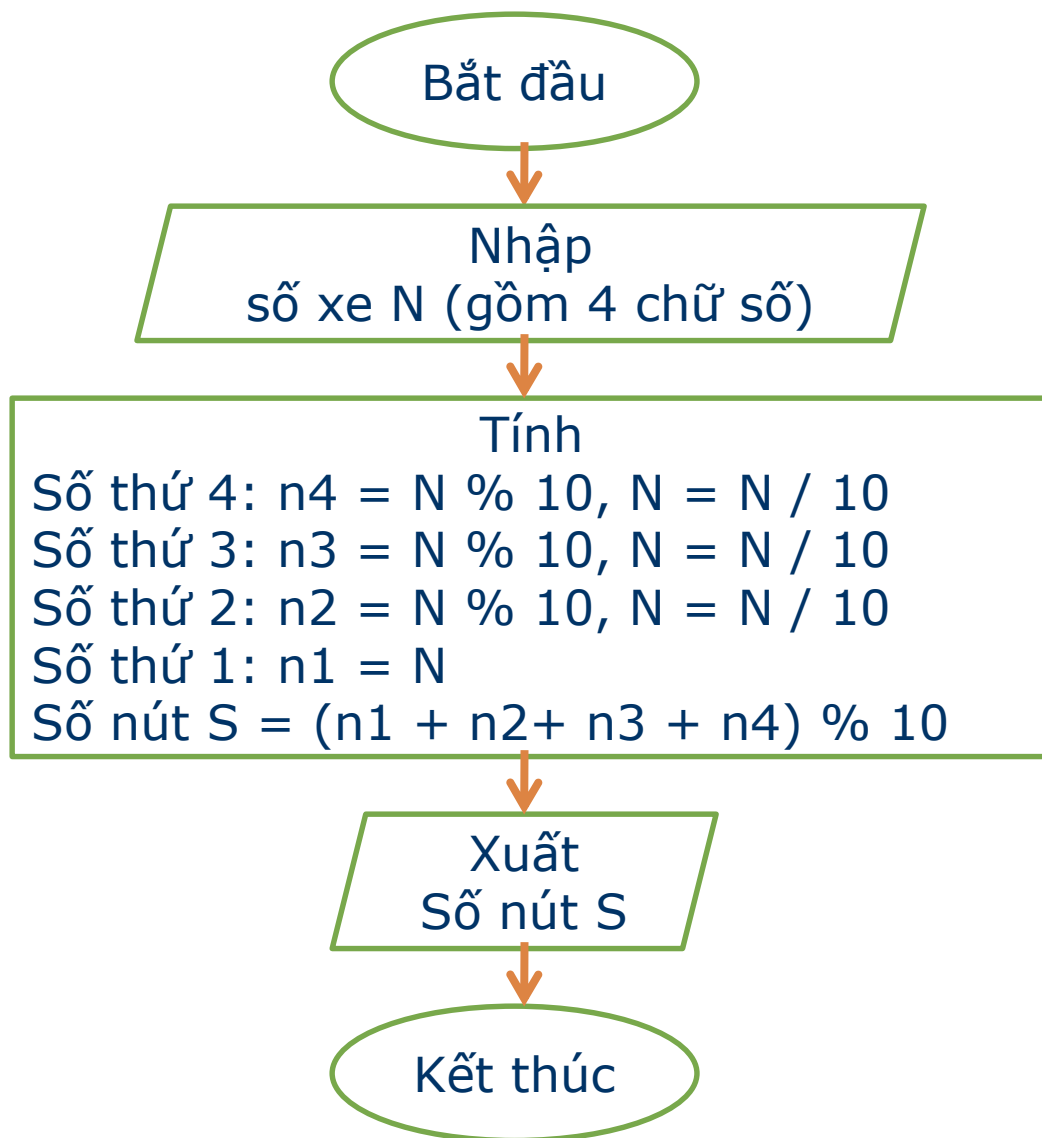 Bắt đầu
Nhập
số xe N (gồm 4 chữ số)
Tính
Số thứ 4: n4 = N % 10, N = N / 10
Số thứ 3: n3 = N % 10, N = N / 10
Số thứ 2: n2 = N % 10, N = N / 10
Số thứ 1: n1 = N
Số nút S = (n1 + n2+ n3 + n4) % 10
Xuất
Số nút S
Kết thúc